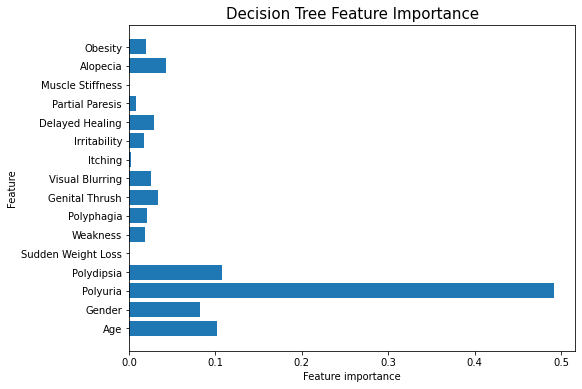 Decision Tree Feature Importance
Feature
Obesity
Alopecia
Muscle Stiffness
Partial Paresis
Delayed Healing
Irritability
Itching
Visual Blurring
Genital Thrush
Polyphagia
Weakness
Sudden Weight Loss
Polydipsia
Polyuria
Gender
Age
0.0 0.1 0.2 0.3 0.4 0.5
Feature importance